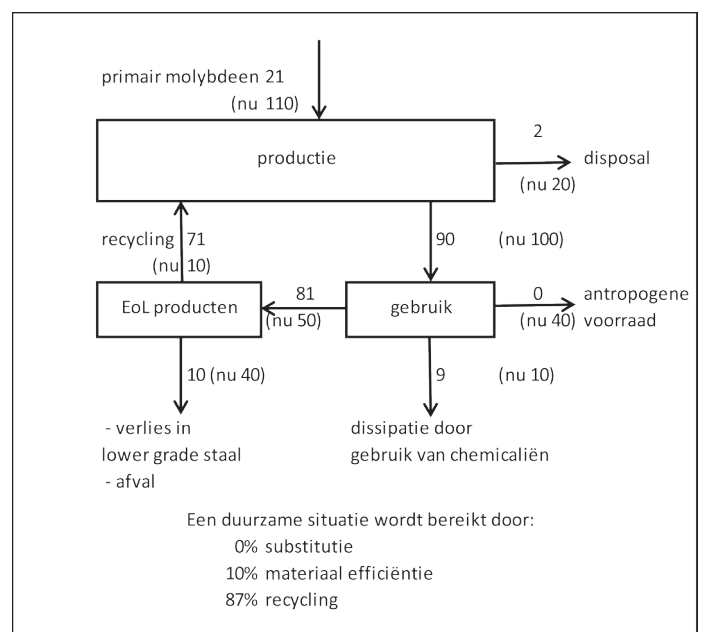 primair molybdeen 21
(nu 110)
productie
2
disposal
(nu 20)
recycling 71
(nu 10)
90 (nu 100)
EoL producten
81
(nu 50)
gebruik
0
(nu 40)
antropogene
voorraad
10 (nu 40)
9 (nu 10)
- verlies in
lower grade staal
- afval
dissipatie door
gebruik van chemicaliën
Een duurzame situatie wordt bereikt door:
0% substitutie
10% materiaal efficiëntie
87% recycling